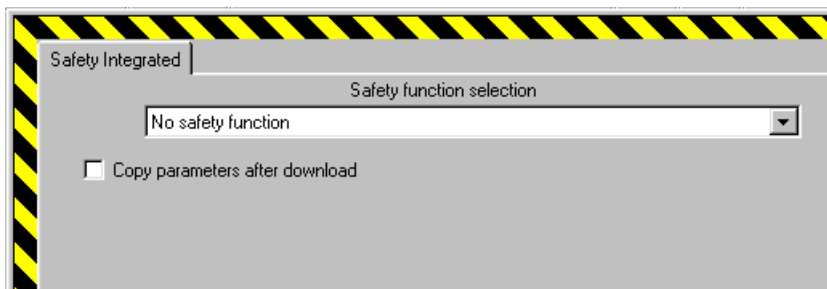 Safety Integrated
Safety function selection
No safety function
Copy parameters after download